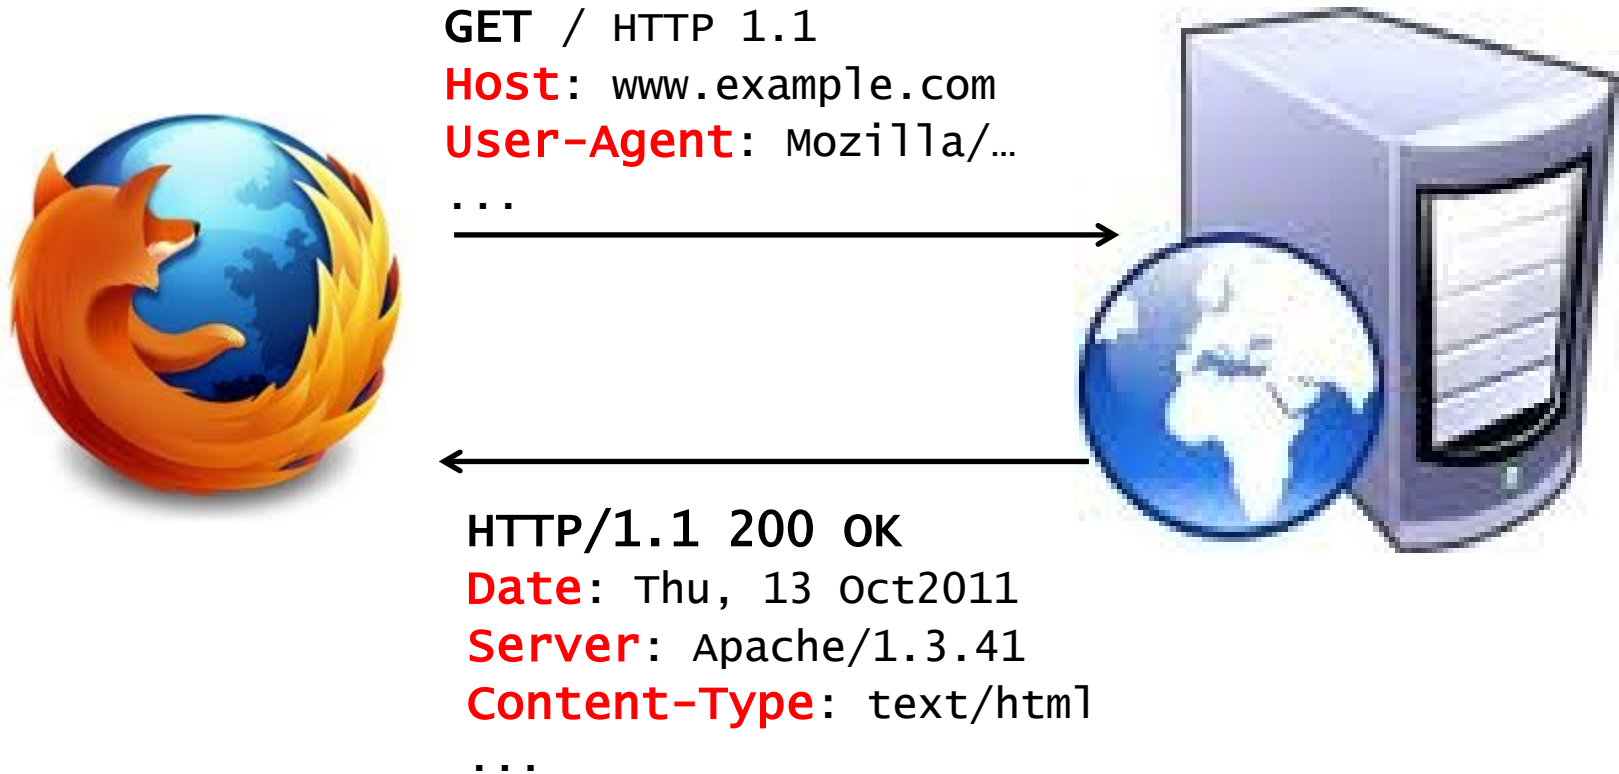 GET / HTTP 1.1
Host: www.example.com
User-Agent: Mozilla/…
...
HTTP/1.1 200 OK
Date: Thu, 13 Oct2011
Server: Apache/1.3.41
Content-Type: text/html
...